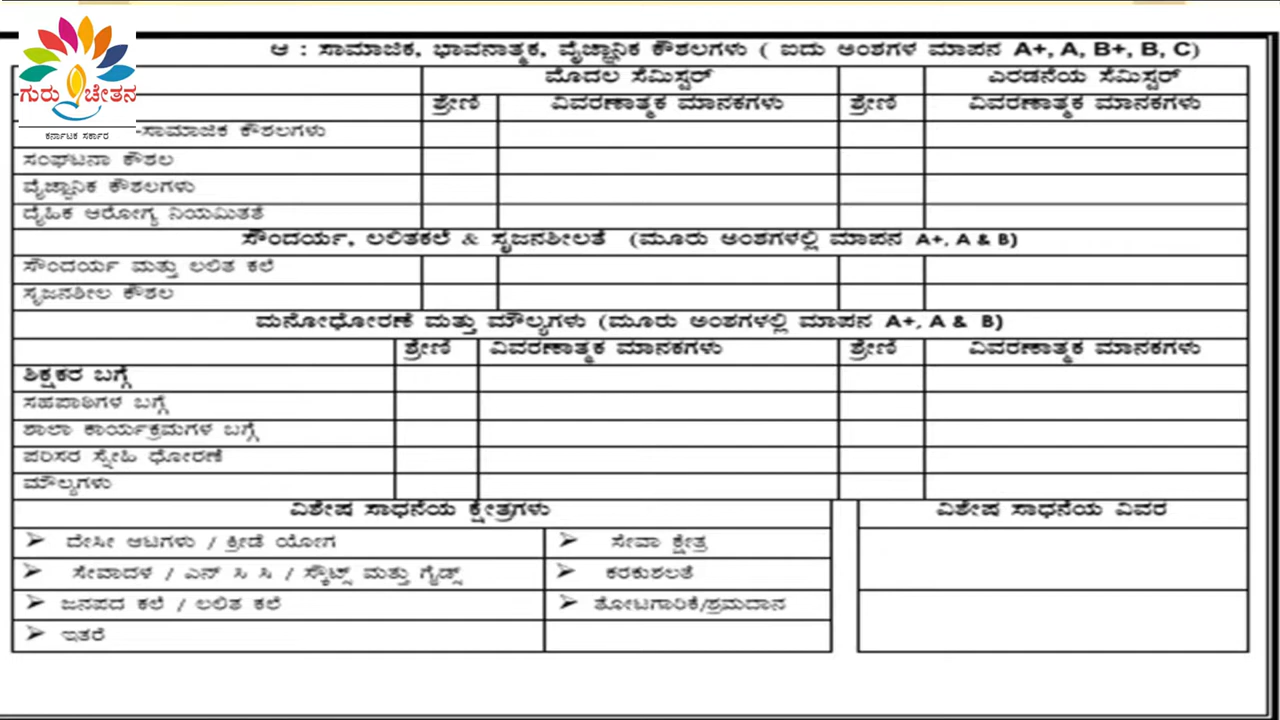 ಗುರು ಚೇತನ
ಕರ್ನಾಟಕ ಸರ್ಕಾರ
ಆ : ಸಾಮಾಜಿಕ, ಭಾವನಾತ್ಮಕ, ವೈಜ್ಞಾನಿಕ ಕೌಶಲಗಳು ( ಐದು ಅಂಶಗಳ ಮಾಪನ A+, A, B+, B, C)
ಮೊದಲ ಸೆಮಿಸ್ಟರ್ ಎರಡನೆಯ ಸೆಮಿಸ್ಟರ್
ಶ್ರೇಣಿ ವಿವರಣಾತ್ಮಕ ಮಾನಕಗಳು ಶ್ರೇಣಿ ವಿವರಣಾತ್ಮಕ ಮಾನಕಗಳು
-ಸಾಮಾಜಿಕ ಕೌಶಲಗಳು
ಸಂಘಟನಾ ಕೌಶಲ
ವೈಜ್ಞಾನಿಕ ಕೌಶಲಗಳು
ದೈಹಿಕ ಆರೋಗ್ಯ ನಿಯಮಿತತೆ
ಸೌಂದರ್ಯ, ಲಲಿತಕಲೆ & ಸೃಜನಶೀಲತೆ (ಮೂರು ಅಂಶಗಳಲ್ಲಿ ಮಾಪನ A+, A & B)
ಸೌಂದರ್ಯ ಮತ್ತು ಲಲಿತ ಕಲೆ
ಸೃಜನಶೀಲ ಕೌಶಲ
ಮನೋಧೋರಣೆ ಮತ್ತು ಮೌಲ್ಯಗಳು (ಮೂರು ಅಂಶಗಳಲ್ಲಿ ಮಾಪನ A+, A & B)
ಶ್ರೇಣಿ ವಿವರಣಾತ್ಮಕ ಮಾನಕಗಳು ಶ್ರೇಣಿ ವಿವರಣಾತ್ಮಕ ಮಾನಕಗಳು
ಶಿಕ್ಷಕರ ಬಗ್ಗೆ
ಸಹಪಾಠಿಗಳ ಬಗ್ಗೆ
ಶಾಲಾ ಕಾರ್ಯಕ್ರಮಗಳ ಬಗ್ಗೆ
ಪರಿಸರ ಸ್ನೇಹಿ ಧೋರಣೆ
ಮೌಲ್ಯಗಳು
ವಿಶೇಷ ಸಾಧನೆಯ ಕ್ಷೇತ್ರಗಳು ವಿಶೇಷ ಸಾಧನೆಯ ವಿವರ
➢ ದೇಸೀ ಆಟಗಳು / ಕ್ರೀಡೆ ಯೋಗ ➢ ಸೇವಾ ಕ್ಷೇತ್ರ
➢ ಸೇವಾದಳ / ಎನ್ ಸಿ ಸಿ / ಸ್ಕೌಟ್ಸ್ ಮತ್ತು ಗೈಡ್ಸ್ ➢ ಕರಕುಶಲತೆ
➢ ಜನಪದ ಕಲೆ / ಲಲಿತ ಕಲೆ ➢ ತೋಟಗಾರಿಕೆ/ಶ್ರಮದಾನ
➢ ಇತರೆ